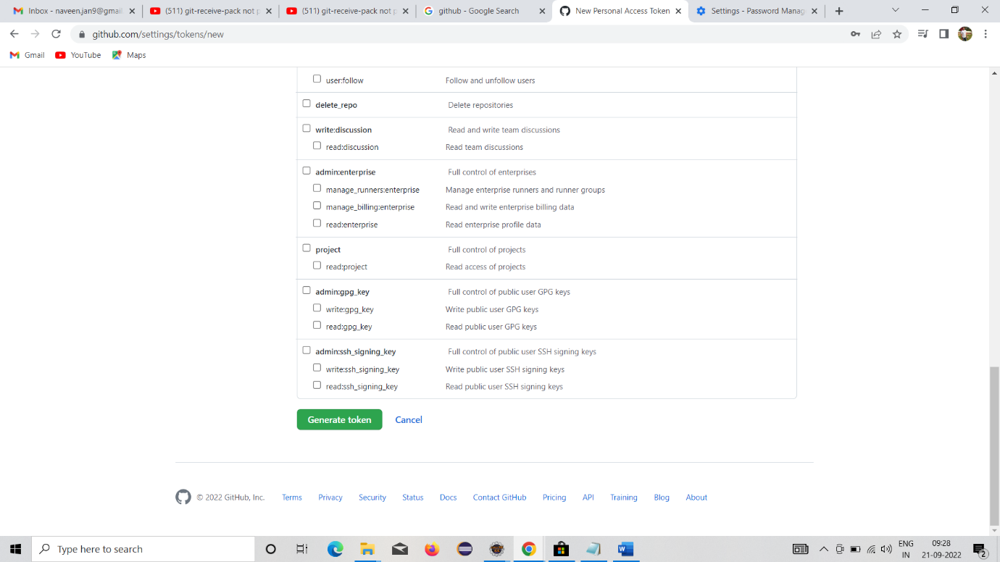 Inbox - naveen.jan9@gmail
(511) git-receive-pack not p
(511) git-receive-pack not p
github - Google Search
New Personal Access Token
Settings - Password Manag
github.com/settings/tokens/new
Gmail YouTube Maps
user:follow Follow and unfollow users
delete_repo Delete repositories
write:discussion Read and write team discussions
read:discussion Read team discussions
admin:enterprise Full control of enterprises
manage_runners:enterprise Manage enterprise runners and runner groups
manage_billing:enterprise Read and write enterprise billing data
read:enterprise Read enterprise profile data
project Full control of projects
read:project Read access of projects
admin:gpg_key Full control of public user GPG keys
write:gpg_key Write public user GPG keys
read:gpg_key Read public user GPG keys
admin:ssh_signing_key Full control of public user SSH signing keys
write:ssh_signing_key Write public user SSH signing keys
read:ssh_signing_key Read public user SSH signing keys
Generate token Cancel
© 2022 GitHub, Inc. Terms Privacy Security Status Docs Contact GitHub Pricing API Training Blog About
Type here to search
ENG
IN
09:28
21-09-2022
2